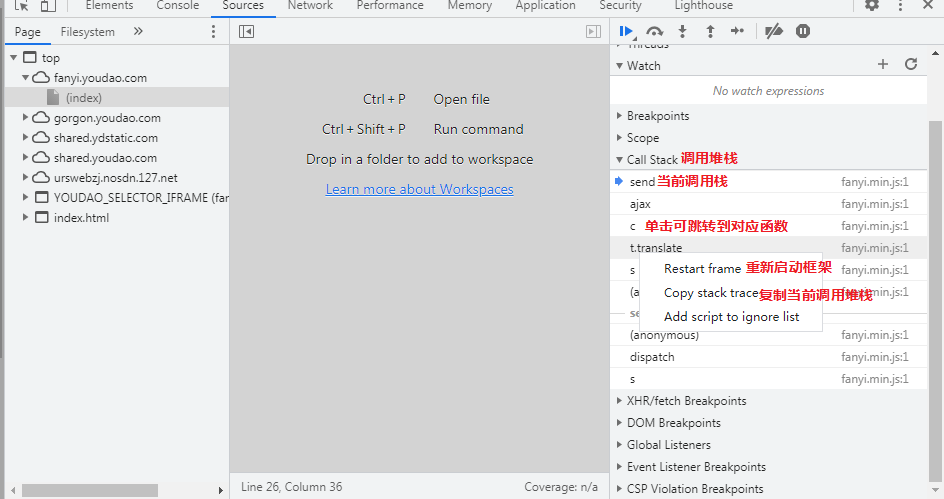 Elements Console Sources Network Performance Memory Application Security Lighthouse
Page Filesystem »
top
fanyi.youdao.com
(index)
gorgon.youdao.com
shared.ydstatic.com
shared.youdao.com
urswebzj.nosdn.127.net
YOUDAO_SELECTOR_IFRAME (far
index.html
Ctrl + P Open file
Ctrl + Shift + P Run command
Drop in a folder to add to workspace
Learn more about Workspaces
Line 26, Column 36 Coverage: n/a
Threads
Watch
No watch expressions
Breakpoints
Scope
Call Stack 调用堆栈
send 当前调用栈 fanyi.min.js:1
ajax fanyi.min.js:1
c 单击可跳转到对应函数 fanyi.min.js:1
t.translate fanyi.min.js:1
s fanyi.min.js:1
Restart frame 重新启动框架
(a fanyi.min.js:1
Copy stack trace 复制当前调用堆栈
se
Add script to ignore list
(anonymous) fanyi.min.js:1
dispatch fanyi.min.js:1
s fanyi.min.js:1
XHR/fetch Breakpoints
DOM Breakpoints
Global Listeners
Event Listener Breakpoints
CSP Violation Breakpoints